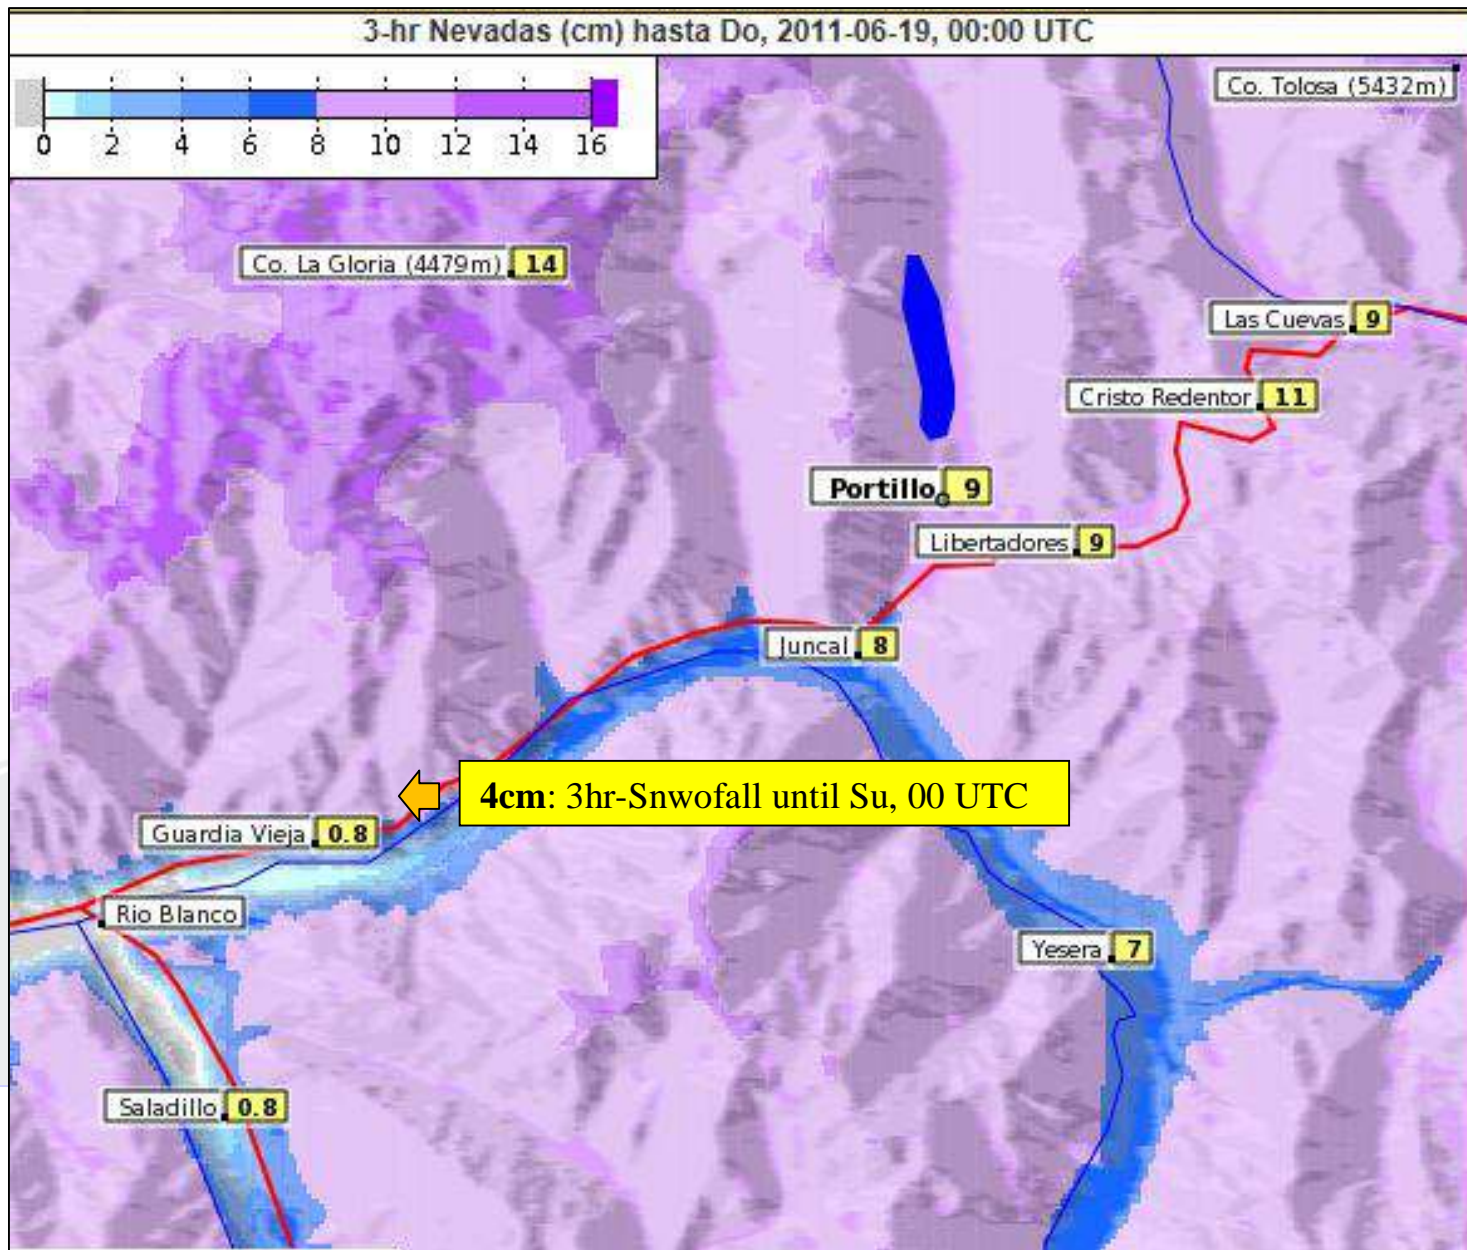 3-hr Nevadas (cm) hasta Do, 2011-06-19, 00:00 UTC
Co. Tolosa (5432m)
0 2 4 6 8 10 12 14 16
Co. La Gloria (4479m) 14
Las Cuevas 9
Cristo Redentor 11
Portillo 9
Libertadores 9
Juncal 8
4cm: 3hr-Snwofall until Su, 00 UTC
Guardia Vieja 0.8
Rio Blanco
Yesera 7
Saladillo 0.8